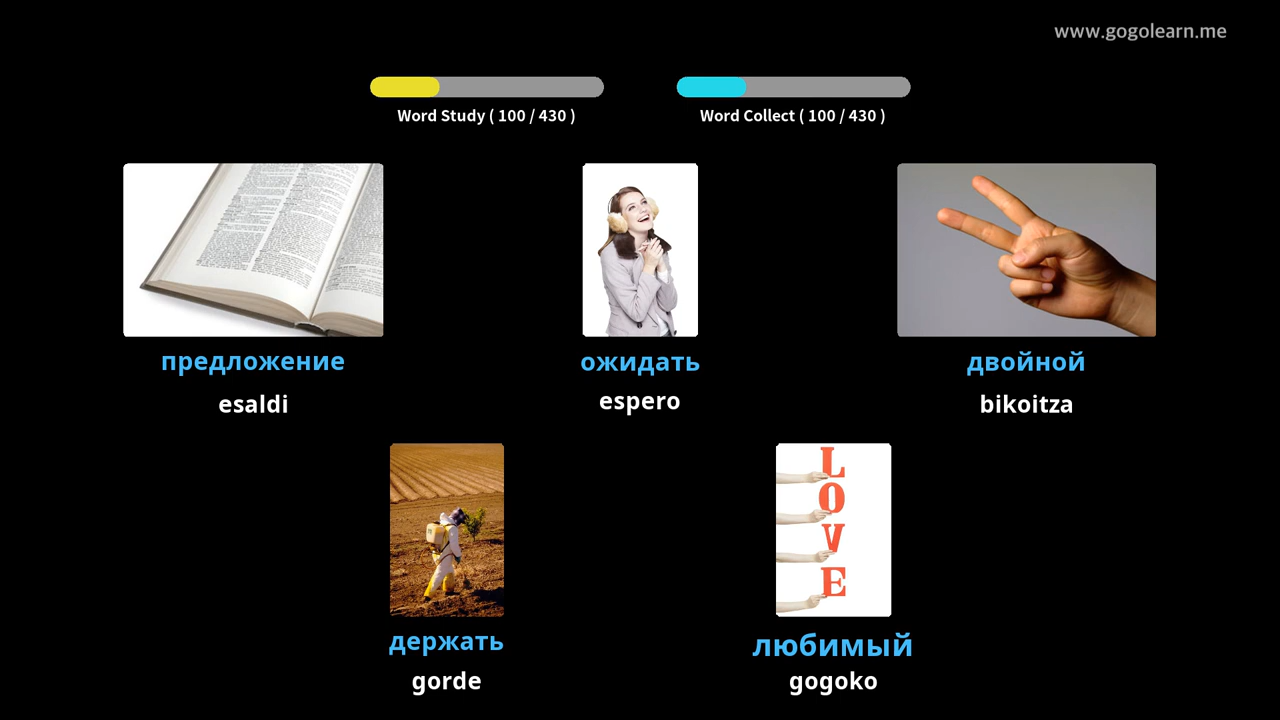 www.gogolearn.me
Word Study ( 100 / 430 )
Word Collect ( 100 / 430 )
предложение
ожидать
двойной
esaldi
espero
bikoitza
L
O
V
E
держать
любимый
gorde
gogoko